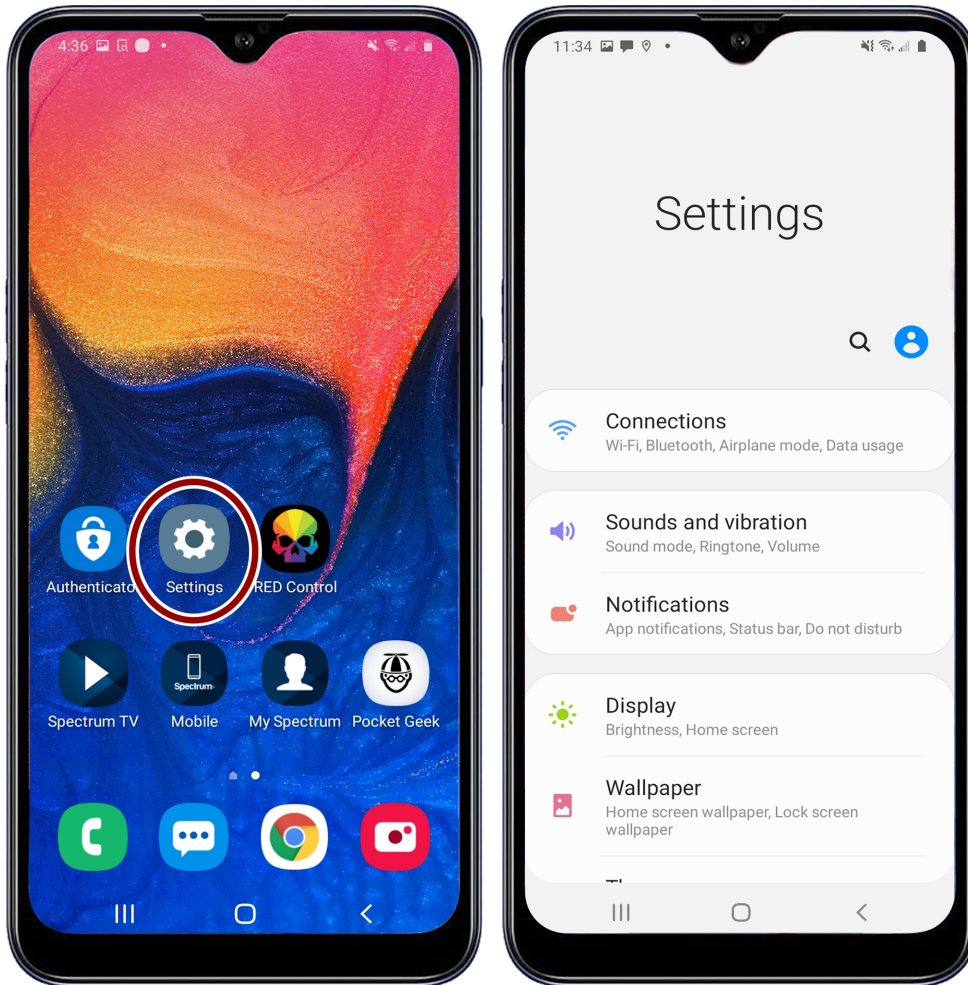 4:36
Authenticato
Settings
RED Control
Spectrum
Spectrum TV
Mobile
My Spectrum
Pocket Geek
11:34
Settings
Connections
Wi-Fi, Bluetooth, Airplane mode, Data usage
Sounds and vibration
Sound mode, Ringtone, Volume
Notifications
App notifications, Status bar, Do not disturb
Display
Brightness, Home screen
Wallpaper
Home screen wallpaper, Lock screen
wallpaper